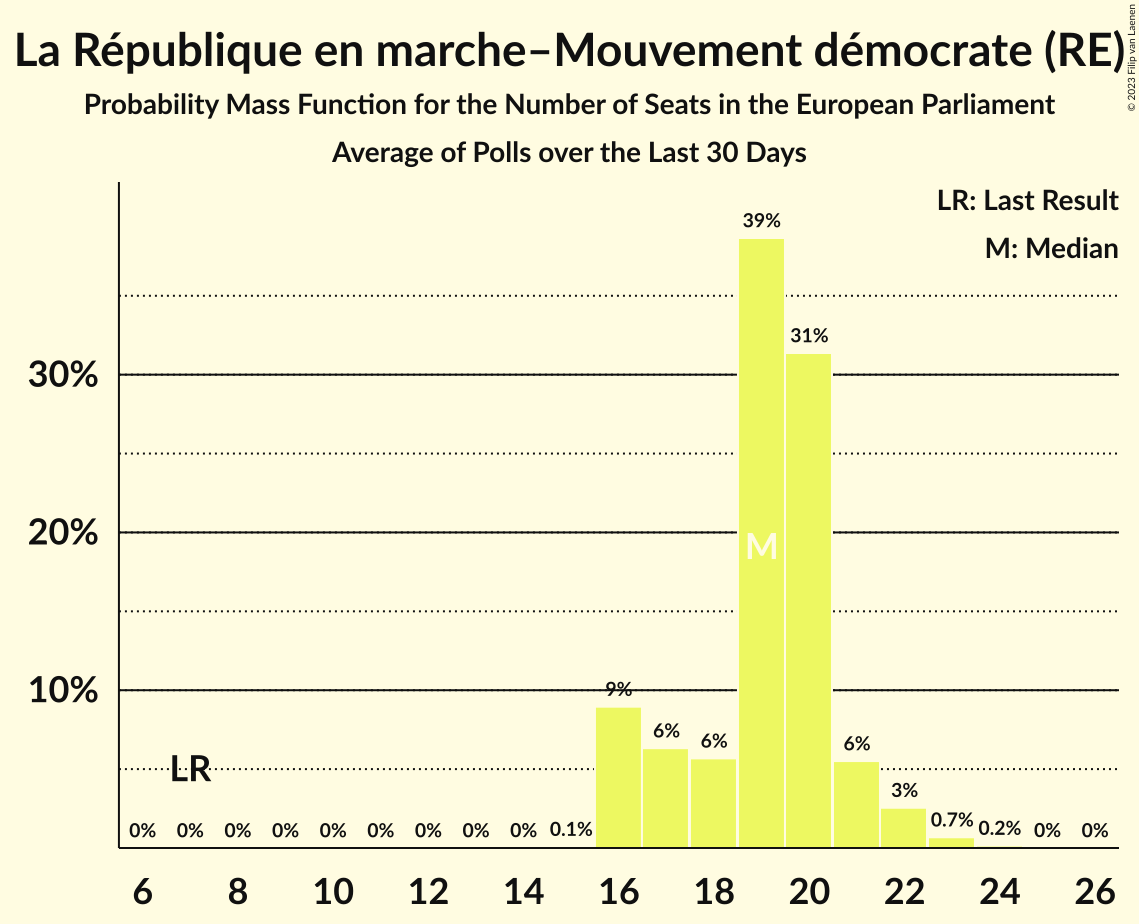 La République en marche–Mouvement démocrate (RE)
Probability Mass Function for the Number of Seats in the European Parliament
Average of Polls over the Last 30 Days
© 2023 Filip van Laenen
LR: Last Result
M: Median
39%
31%
30%
20%
M
10%
9%
6%
6%
6%
LR
3%
0% 0% 0% 0% 0% 0% 0% 0% 0% 0.1% 0.7% 0.2% 0% 0%
6 8 10 12 14 16 18 20 22 24 26